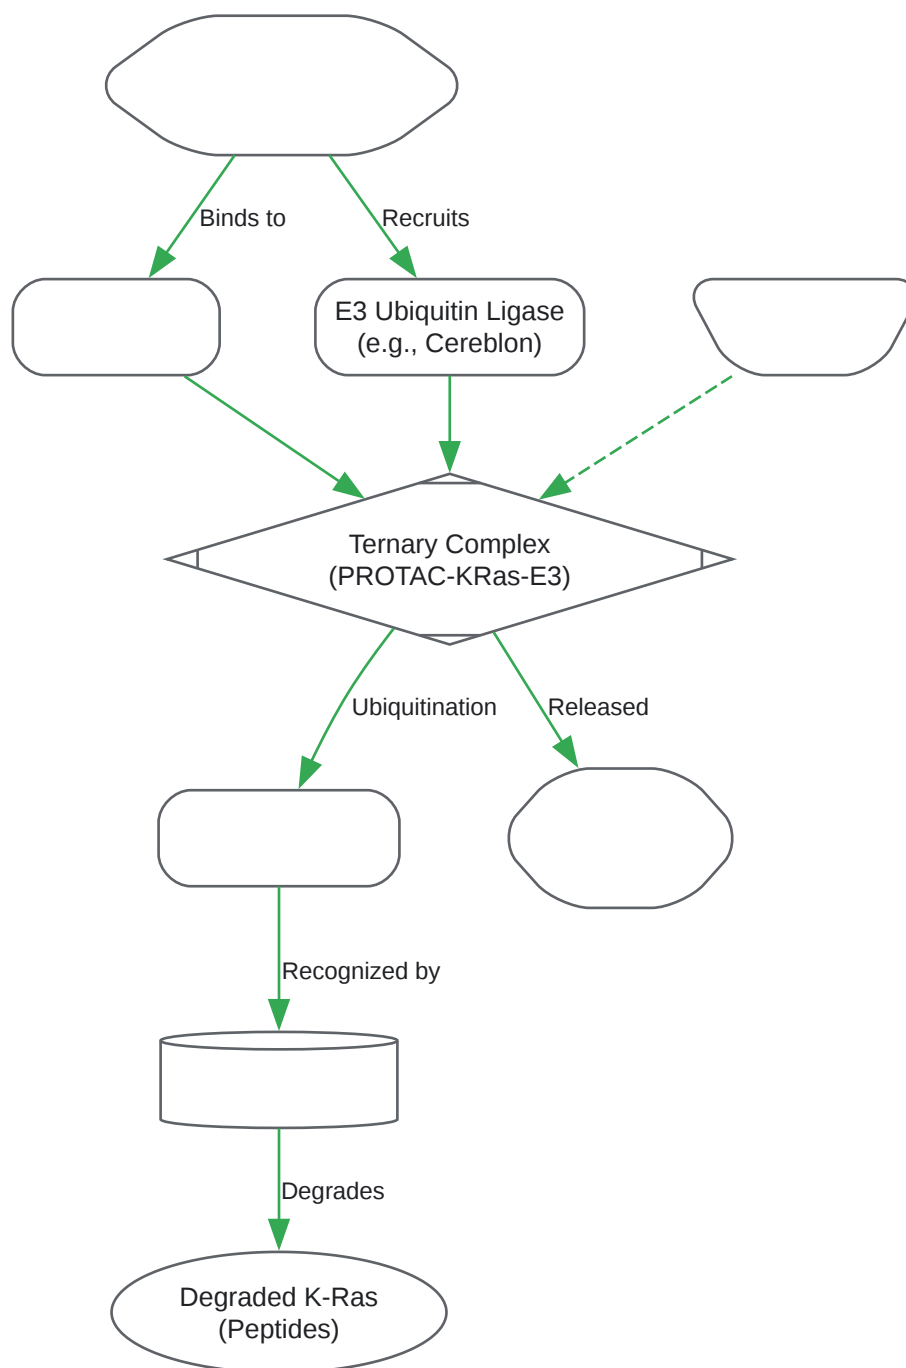 Binds to
Recruits
E3 Ubiquitin Ligase
(e.g., Cereblon)
Ternary Complex
(PROTAC-KRas-E3)
Ubiquitination
Released
Recognized by
Degrades
Degraded K-Ras
(Peptides)